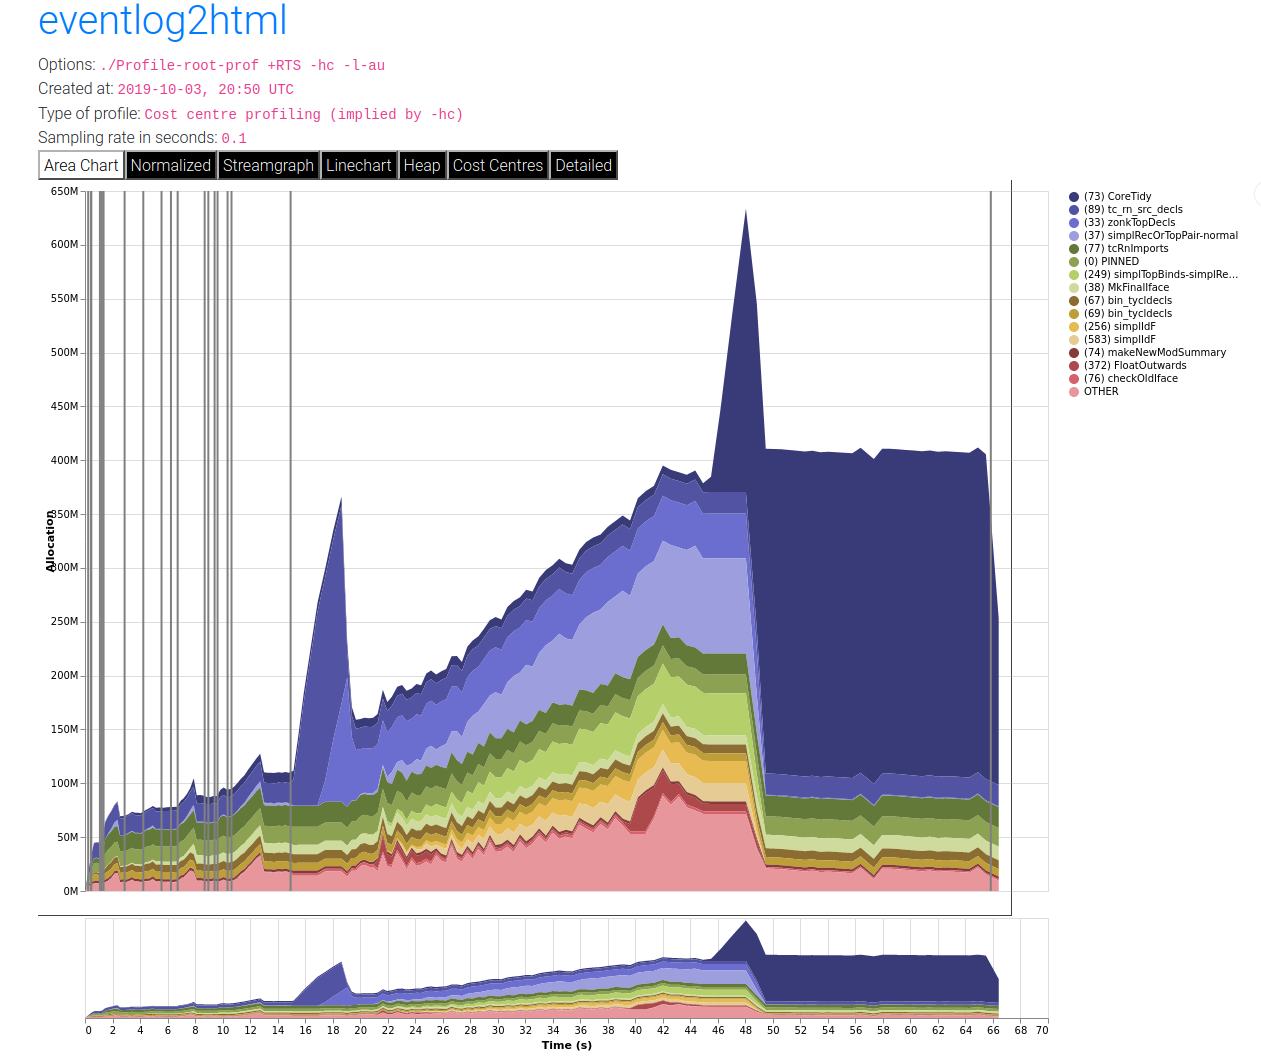 eventlog2html
Options: ./Profile-root-prof +RTS -hc -l-au
Created at: 2019-10-03, 20:50 UTC
Type of profile: Cost centre profiling (implied by -hc)
Sampling rate in seconds: 0.1
Area Chart Normalized Streamgraph Linechart Heap Cost Centres Detailed
650M
600M
550M
500M
450M
400M
350M
300M
250M
200M
150M
100M
50M
0M
Allocation
(73) CoreTidy
(89) tc_rn_src_decls
(33) zonkTopDecls
(37) simplRecOrTopPair-normal
(77) tcRnImports
(0) PINNED
(249) simplTopBinds-simplRe...
(38) MkFinalIface
(67) bin_tycldecls
(69) bin_tycldecls
(256) simplIdF
(583) simplIdF
(74) makeNewModSummary
(372) FloatOutwards
(76) checkOldIface
OTHER
0 2 4 6 8 10 12 14 16 18 20 22 24 26 28 30 32 34 36 38 40 42 44 46 48 50 52 54 56 58 60 62 64 66 68 70
Time (s)